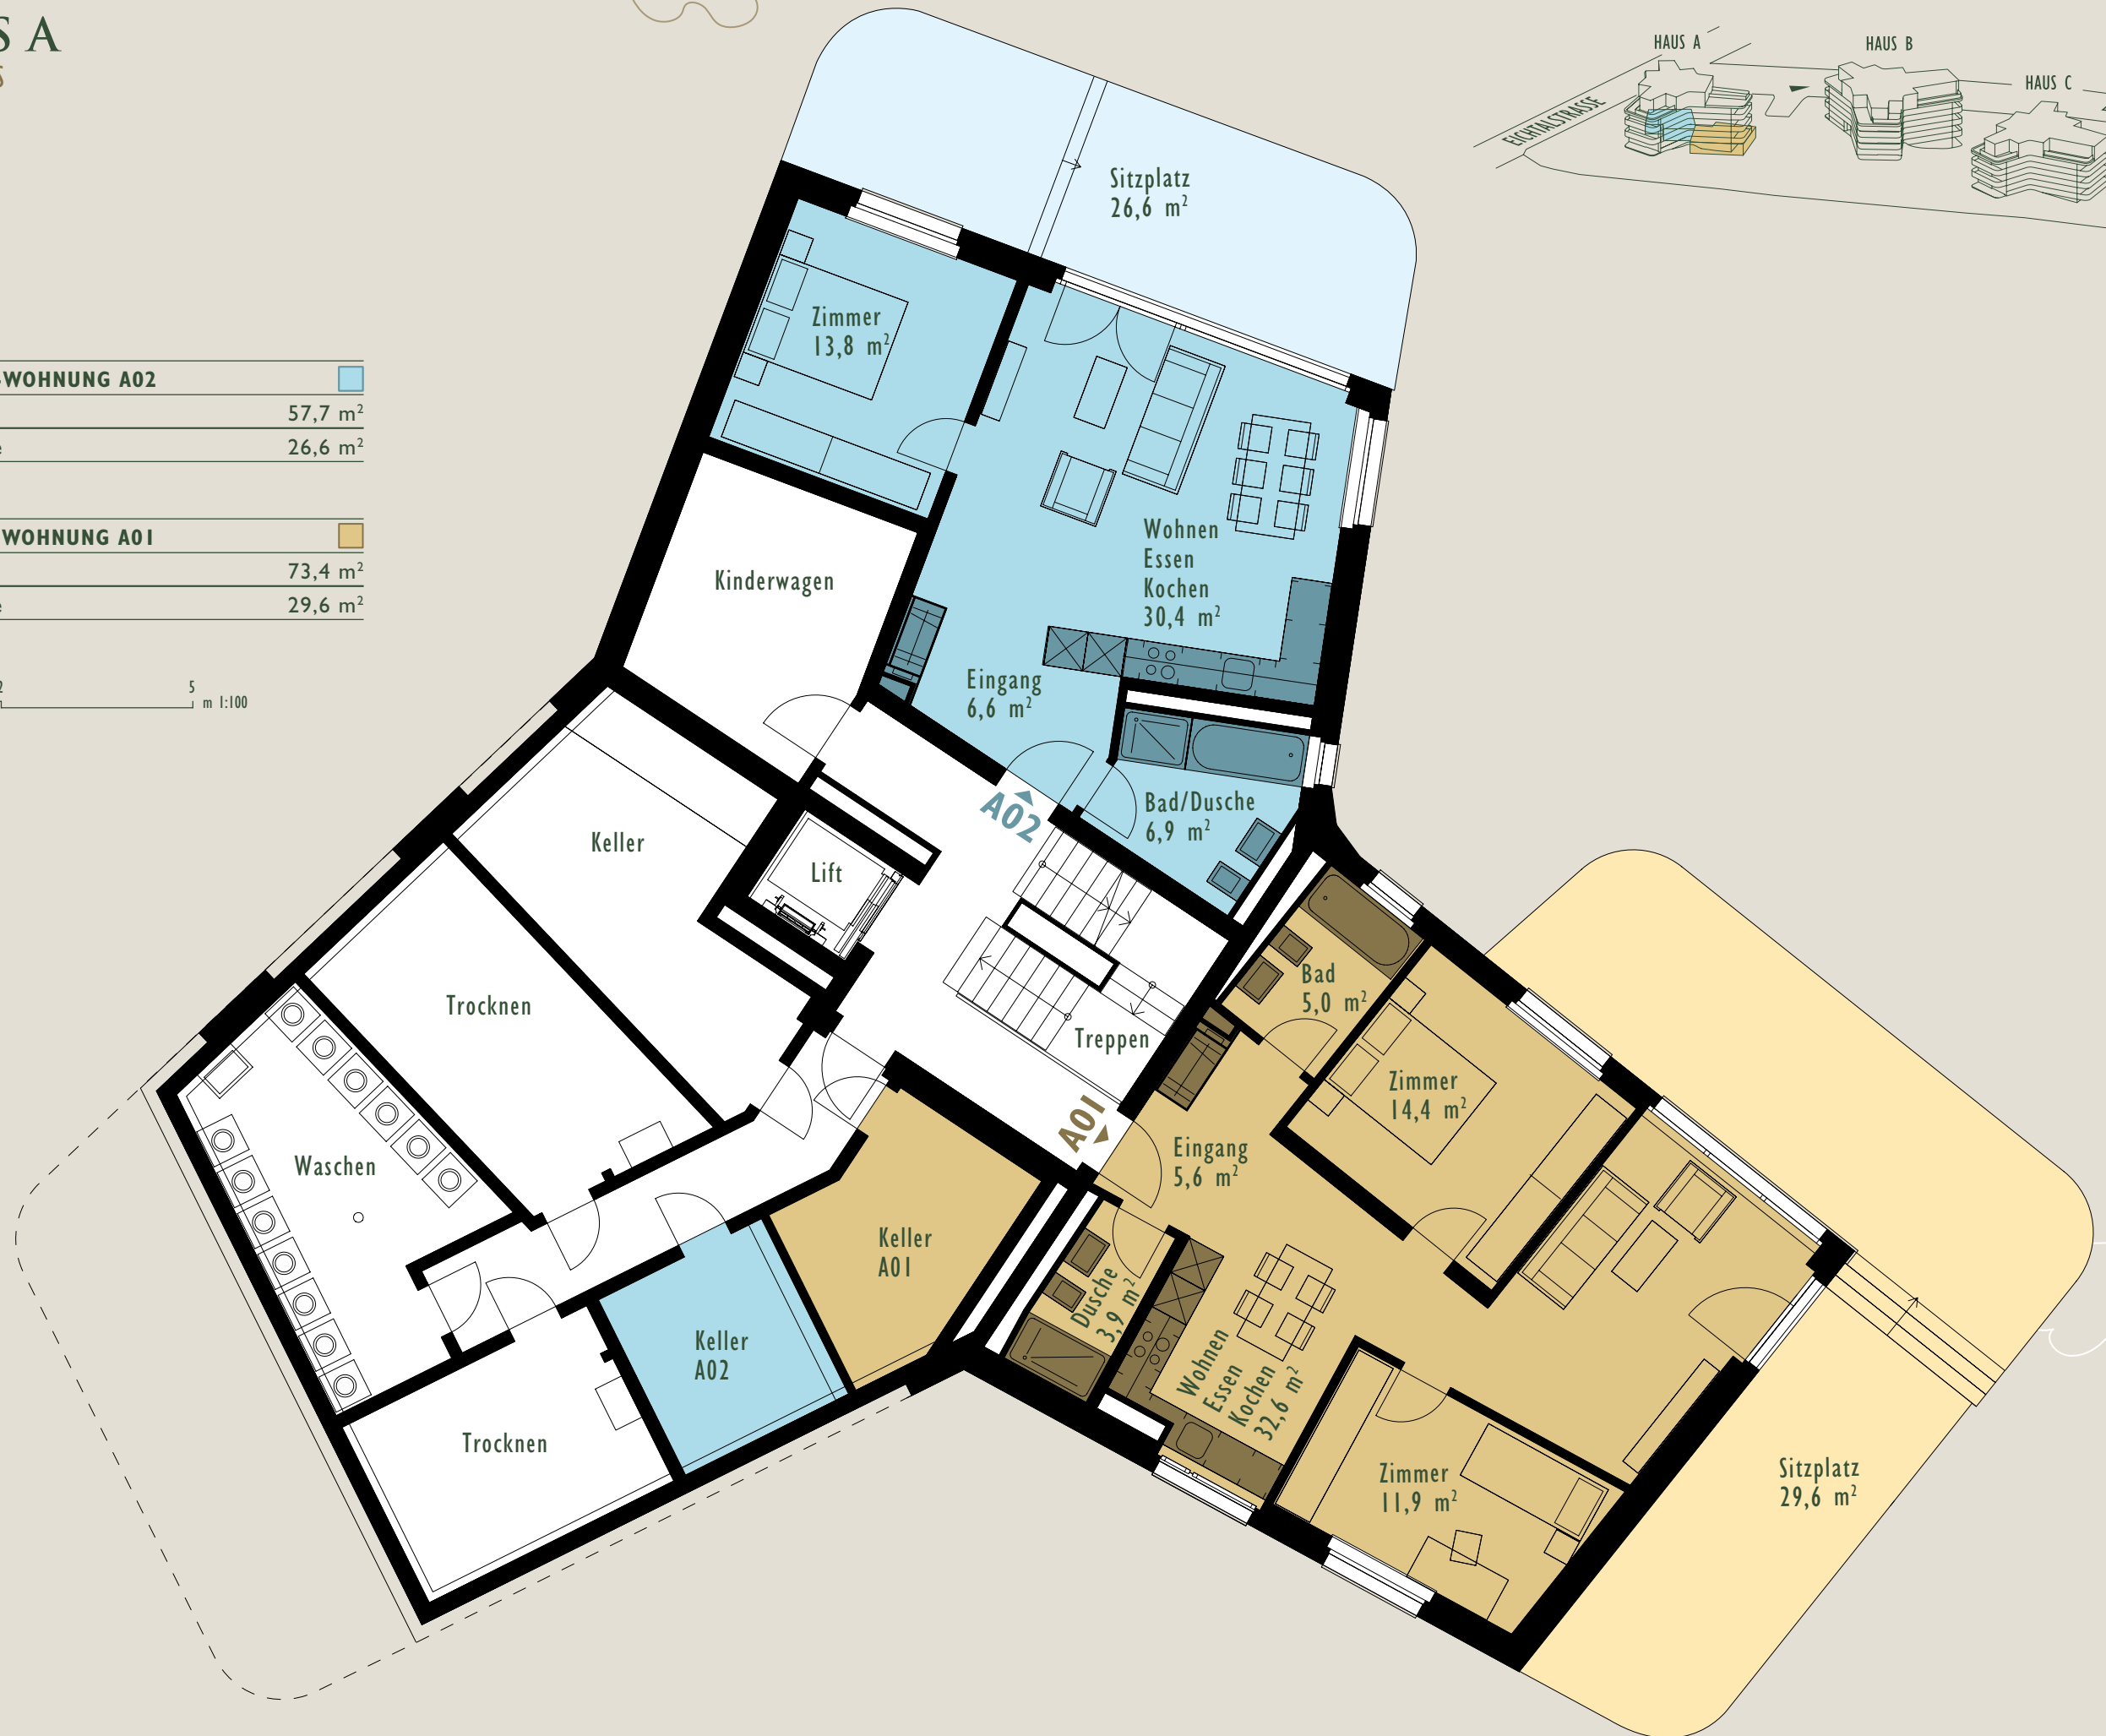 S A
HAUS A
HAUS B
HAUS C
EICHTALSTRASSE
Sitzplatz
26,6 m²
Zimmer
13,8 m²
WOHNUNG A02
57,7 m²
26,6 m²
WOHNUNG A01
73,4 m²
29,6 m²
2
5
m 1:100
Wohnen
Essen
Kochen
30,4 m²
Kinderwagen
Eingang
6,6 m²
A02
Bad/Dusche
6,9 m²
Keller
Lift
Trocknen
Treppen
Bad
5,0 m²
Zimmer
14,4 m²
A01
Eingang
5,6 m²
Waschen
Keller
A01
Dusche
3,9 m²
Keller
A02
Wohnen
Essen
Kochen
32,6 m²
Trocknen
Zimmer
11,9 m²
Sitzplatz
29,6 m²